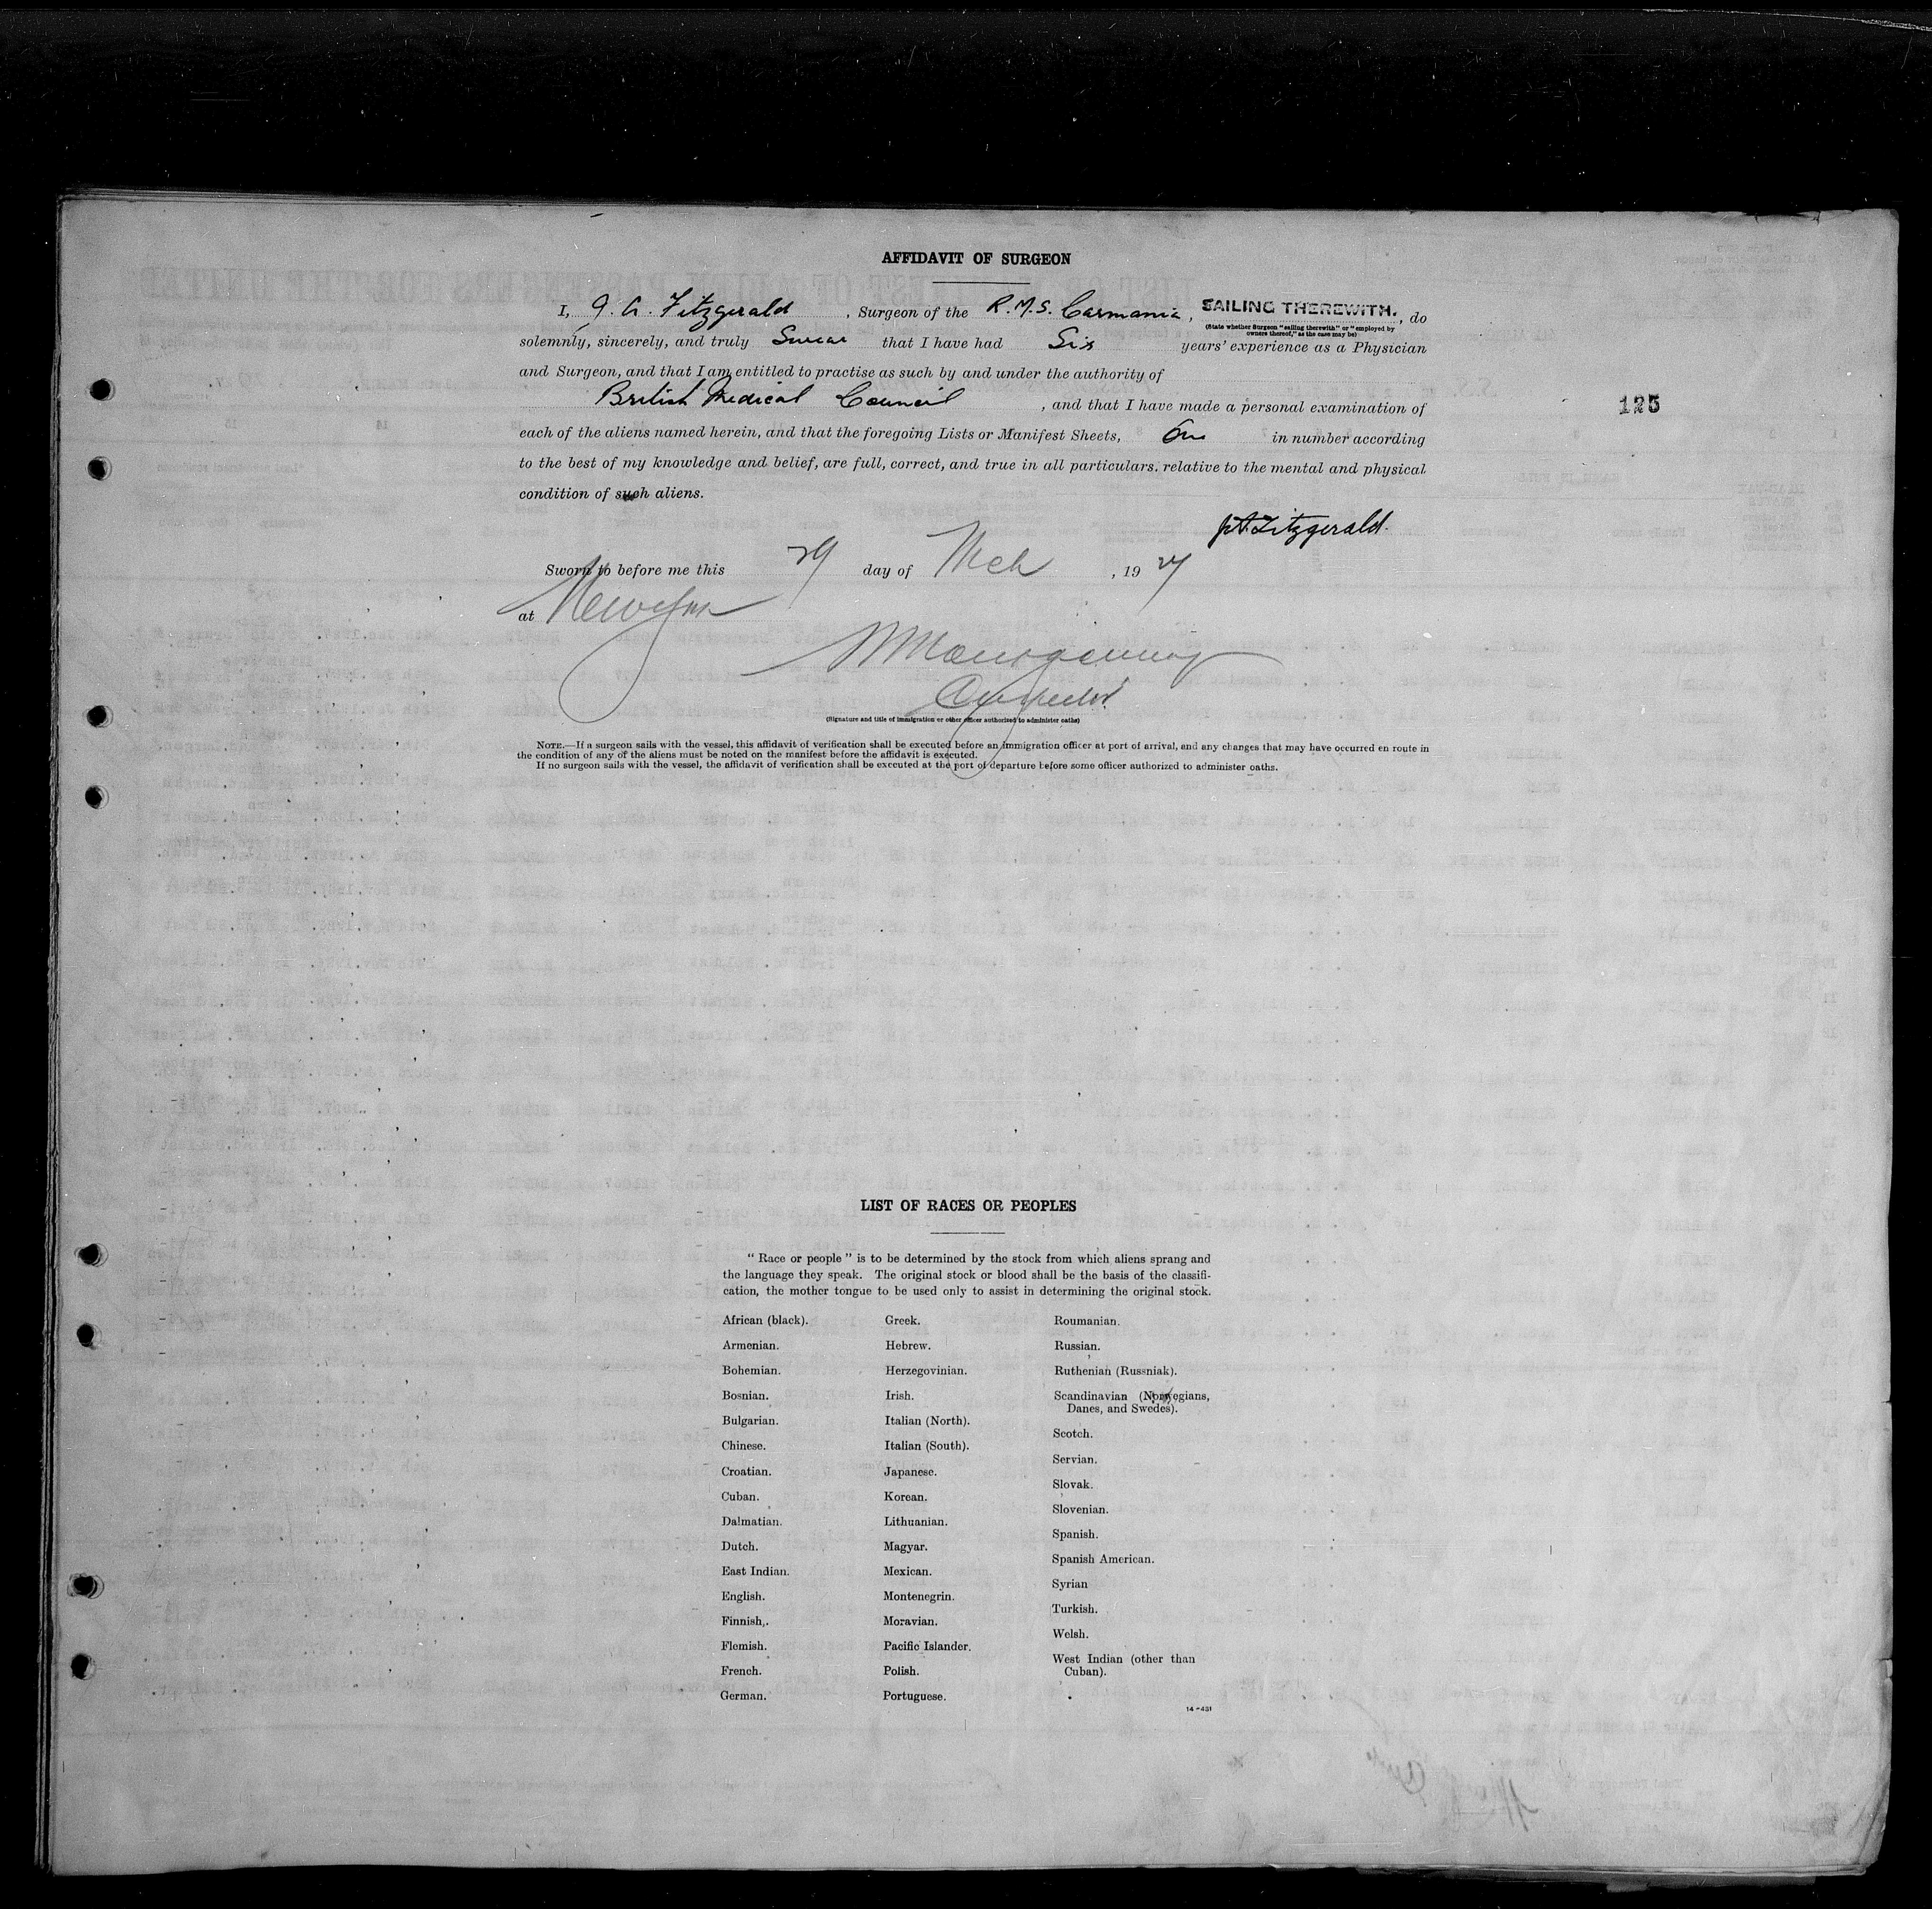 AFFIDAVIT OF SURGEON
I, J. A. Fitzgerald, Surgeon of the R.M.S. Carmania, SAILING THEREWITH., do
(State whether Surgeon "sailing therewith" or "employed by
owners thereof," as the case may be)
solemnly, sincerely, and truly Swear that I have had Six years' experience as a Physician
and Surgeon, and that I am entitled to practise as such by and under the authority of
British Medical Council, and that I have made a personal examination of
125
each of the aliens named herein, and that the foregoing Lists or Manifest Sheets, One in number according
to the best of my knowledge and belief, are full, correct, and true in all particulars. relative to the mental and physical
condition of such aliens.
JA Fitzgerald.
Sworn to before me this 29 day of Mch, 1927
at New York
Inspector
(Signature and title of immigration or other officer authorized to administer oaths)
NOTE.—If a surgeon sails with the vessel, this affidavit of verification shall be executed before an immigration officer at port of arrival, and any changes that may have occurred en route in
the condition of any of the aliens must be noted on the manifest before the affidavit is executed.
If no surgeon sails with the vessel, the affidavit of verification shall be executed at the port of departure before some officer authorized to administer oaths.
LIST OF RACES OR PEOPLES
"Race or people" is to be determined by the stock from which aliens sprang and
the language they speak. The original stock or blood shall be the basis of the classifi-
cation, the mother tongue to be used only to assist in determining the original stock.
African (black).
Armenian.
Bohemian.
Bosnian.
Bulgarian.
Chinese.
Croatian.
Cuban.
Dalmatian.
Dutch.
East Indian.
English.
Finnish.
Flemish.
French.
German.
Greek.
Hebrew.
Herzegovinian.
Irish.
Italian (North).
Italian (South).
Japanese.
Korean.
Lithuanian.
Magyar.
Mexican.
Montenegrin.
Moravian.
Pacific Islander.
Polish.
Portuguese.
Roumanian.
Russian.
Ruthenian (Russniak).
Scandinavian (Norwegians,
Danes, and Swedes).
Scotch.
Servian.
Slovak.
Slovenian.
Spanish.
Spanish American.
Syrian
Turkish.
Welsh.
West Indian (other than
Cuban).
14-431